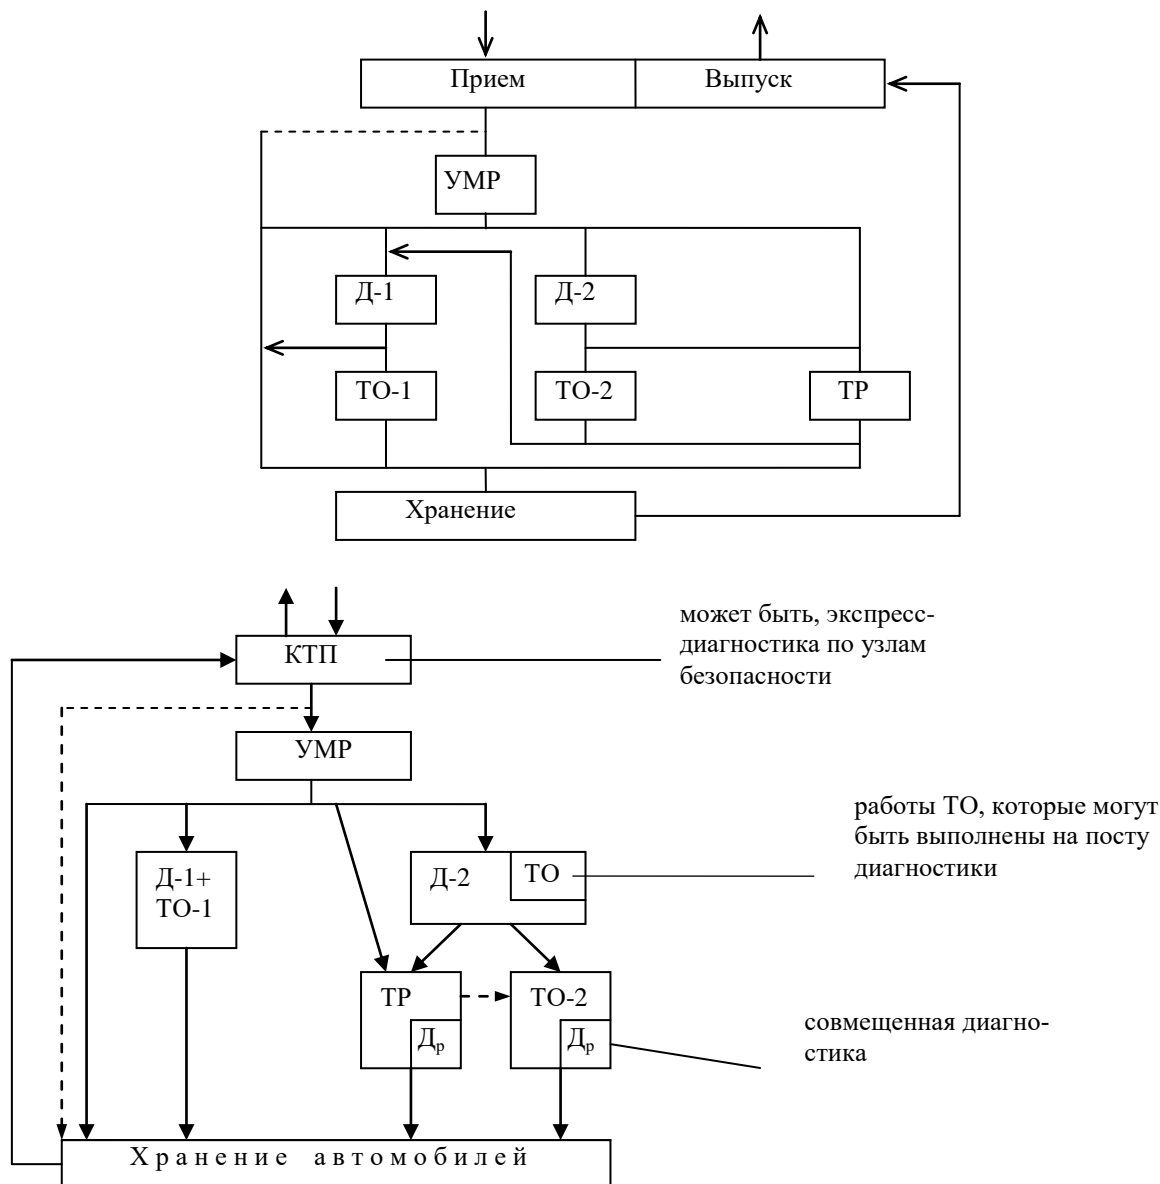 Прием
Выпуск
УМР
Д-1
Д-2
ТО-1
ТО-2
ТР
Хранение
может быть, экспресс-
диагностика по узлам
безопасности
КТП
УМР
работы ТО, которые могут
быть выполнены на посту
диагностики
Д-1+
ТО-1
Д-2
ТО
ТР
Др
ТО-2
Др
совмещенная диагно-
стика
Хранение автомобилей